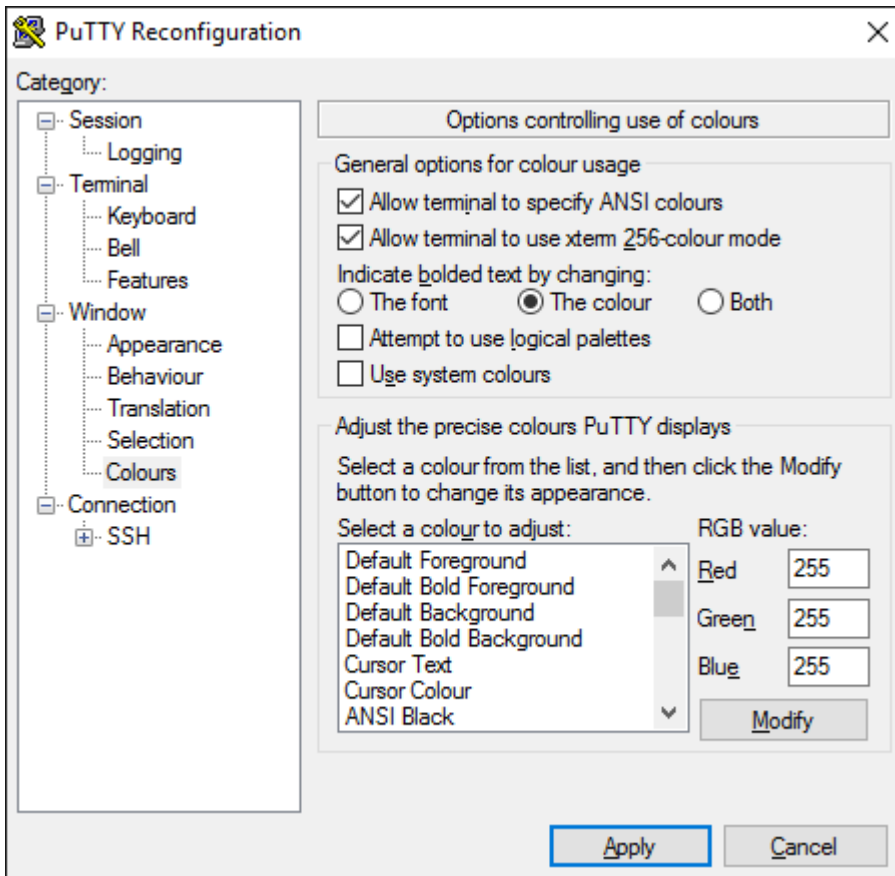 PuTTY Reconfiguration
Category:
Session
Logging
Terminal
Keyboard
Bell
Features
Window
Appearance
Behaviour
Translation
Selection
Colours
Connection
SSH
Options controlling use of colours
General options for colour usage
Allow terminal to specify ANSI colours
Allow terminal to use xterm 256-colour mode
Indicate bolded text by changing:
The font The colour Both
Attempt to use logical palettes
Use system colours
Adjust the precise colours PuTTY displays
Select a colour from the list, and then click the Modify
button to change its appearance.
Select a colour to adjust:
Default Foreground
Default Bold Foreground
Default Background
Default Bold Background
Cursor Text
Cursor Colour
ANSI Black
RGB value:
Red 255
Green 255
Blue 255
Modify
Apply Cancel